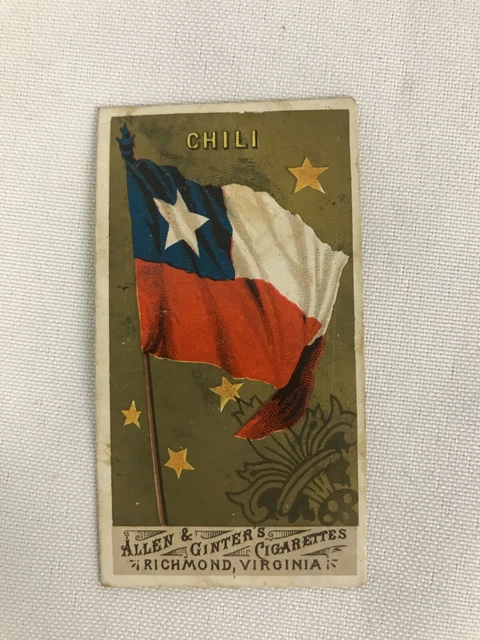 CHILI
ALLEN & GINTER'S CIGARETTES
RICHMOND, VIRGINIA